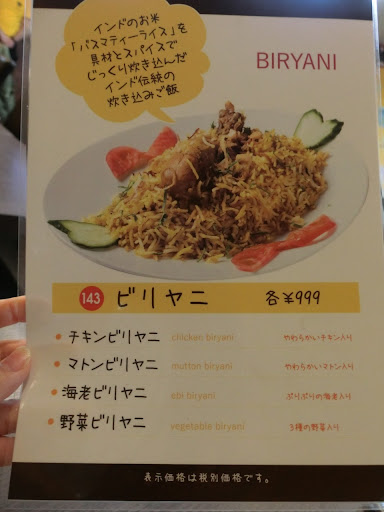 インドのお米
「バスマティーライス」を
具材とスパイスで
じっくり炊き込んだ
インド伝統の
炊き込みご飯
BIRYANI
143 ビリヤニ 各¥999
チキンビリヤニ chicken biryani やわらかいチキン入り
マトンビリヤニ mutton biryani やわらかいマトン入り
海老ビリヤニ ebi biryani ぷりぷりの海老入り
野菜ビリヤニ vegetable biryani 3種の野菜入り
表示価格は税別価格です。